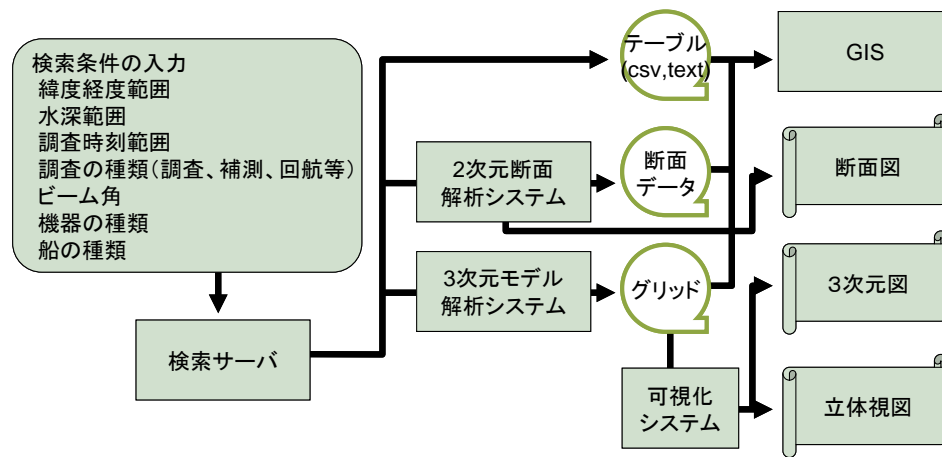 検索条件の入力
緯度経度範囲
水深範囲
調査時刻範囲
調査の種類(調査、補測、回航等)
ビーム角
機器の種類
船の種類
検索サーバ
テーブル
(csv,text)
GIS
2次元断面
解析システム
断面
データ
断面図
3次元モデル
解析システム
グリッド
3次元図
可視化
システム
立体視図